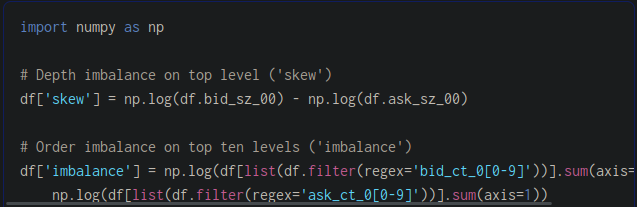 import numpy as np
# Depth imbalance on top level ('skew')
df['skew'] = np.log(df.bid_sz_00) - np.log(df.ask_sz_00)
# Order imbalance on top ten levels ('imbalance')
df['imbalance'] = np.log(df[list(df.filter(regex='bid_ct_0[0-9]'))].sum(axis=
    np.log(df[list(df.filter(regex='ask_ct_0[0-9]'))].sum(axis=1))